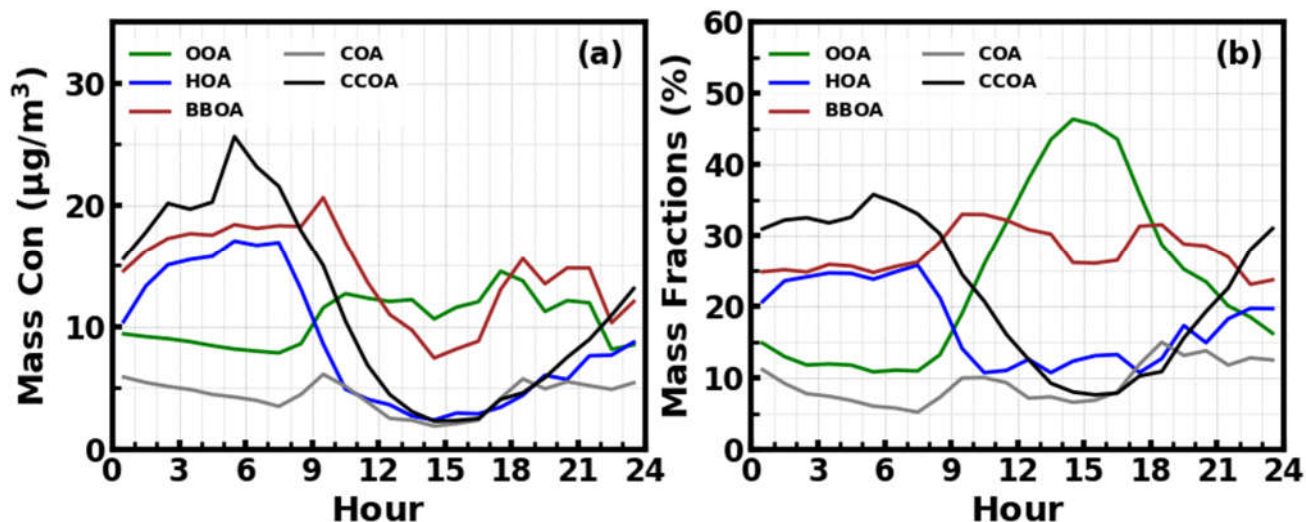 Mass Con (µg/m³)
30
20
10
0
OOA
HOA
BBOA
COA
CCOA
(a)
0 3 6 9 12 15 18 21 24
Hour
Mass Fractions (%)
60
50
40
30
20
10
0
OOA
HOA
BBOA
COA
CCOA
(b)
0 3 6 9 12 15 18 21 24
Hour